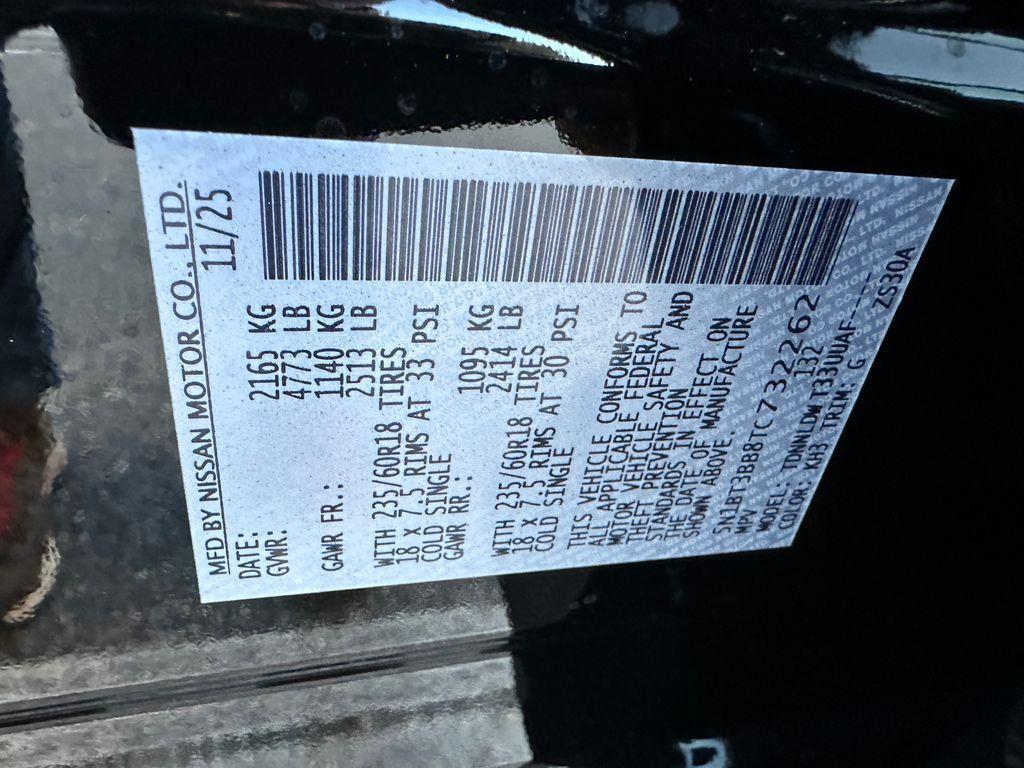 MFD BY NISSAN MOTOR CO., LTD.
DATE: 11/25
GVWR: 2165 KG
4773 LB
GAWR FR.: 1140 KG
2513 LB
WITH 235/60R18 TIRES
18 X 7.5 RIMS AT 33 PSI
COLD SINGLE
GAWR RR.: 1095 KG
2414 LB
WITH 235/60R18 TIRES
18 X 7.5 RIMS AT 30 PSI
COLD SINGLE
THIS VEHICLE CONFORMS TO
ALL APPLICABLE FEDERAL
MOTOR VEHICLE SAFETY AND
THEFT PREVENTION
STANDARDS IN EFFECT ON
THE DATE OF MANUFACTURE
SHOWN ABOVE.
5N1BT3BB8TC732262
MPV 132
MODEL: TDNNLDW T33UUAF-----
COLOR: KH3 TRIM: G ZS30A